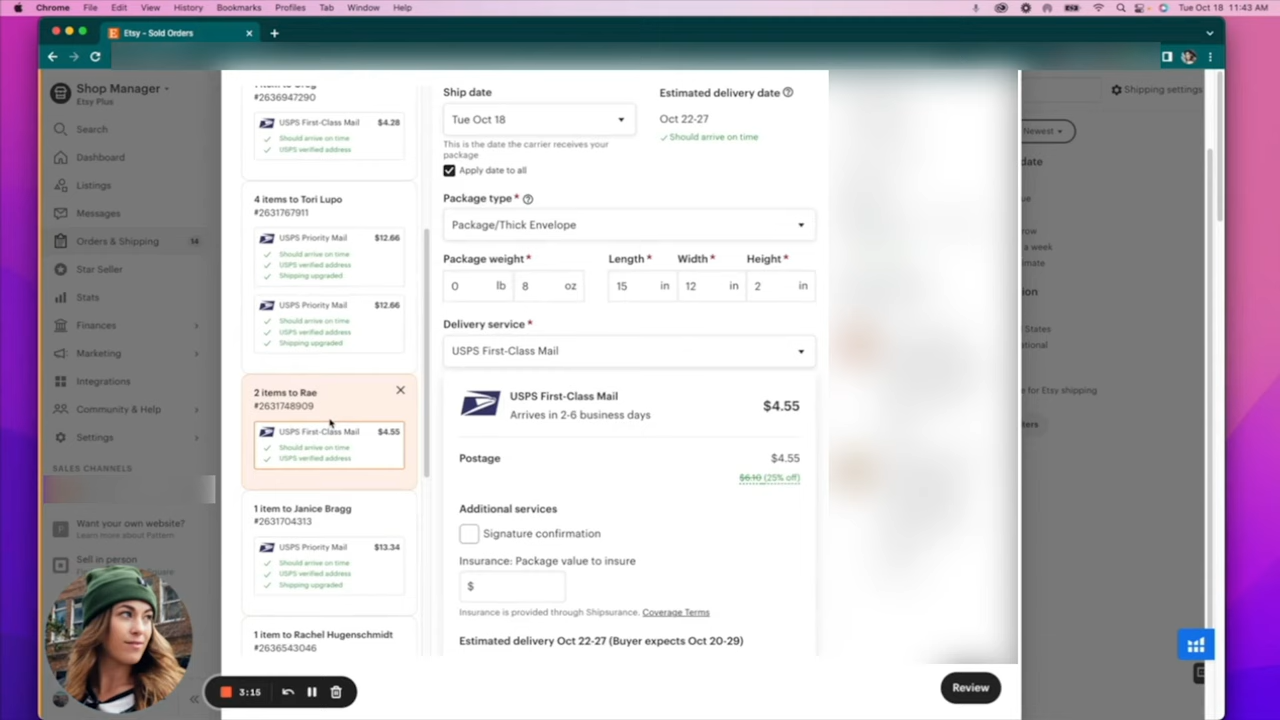 Chrome File Edit View History Bookmarks Profiles Tab Window Help
Tue Oct 18 11:43 AM
Etsy - Sold Orders
Shop Manager
Etsy Plus
Search
Dashboard
Listings
Messages
Orders & Shipping 14
Star Seller
Stats
Finances
Marketing
Integrations
Community & Help
Settings
SALES CHANNELS
Want your own website?
Learn more about Pattern
Sell in person
#2636947290
USPS First-Class Mail $4.28
Should arrive on time
USPS verified address
4 items to Tori Lupo
#2631767911
USPS Priority Mail $12.66
Should arrive on time
USPS verified address
Shipping upgraded
USPS Priority Mail $12.66
Should arrive on time
USPS verified address
Shipping upgraded
2 items to Rae
#2631748909
USPS First-Class Mail $4.55
Should arrive on time
USPS verified address
1 item to Janice Bragg
#2631704313
USPS Priority Mail $13.34
Should arrive on time
USPS verified address
Shipping upgraded
1 item to Rachel Hugenschmidt
#2636543046
Ship date
Tue Oct 18
This is the date the carrier receives your
package
Apply date to all
Estimated delivery date
Oct 22-27
Should arrive on time
Package type *
Package/Thick Envelope
Package weight * Length * Width * Height *
0 lb 8 oz 15 in 12 in 2 in
Delivery service *
USPS First-Class Mail
USPS First-Class Mail
Arrives in 2-6 business days
$4.55
Postage $4.55
$6.10 (25% off)
Additional services
Signature confirmation
Insurance: Package value to insure
$
Insurance is provided through Shipsurance. Coverage Terms
Estimated delivery Oct 22-27 (Buyer expects Oct 20-29)
Review
Shipping settings
Newest
3:15